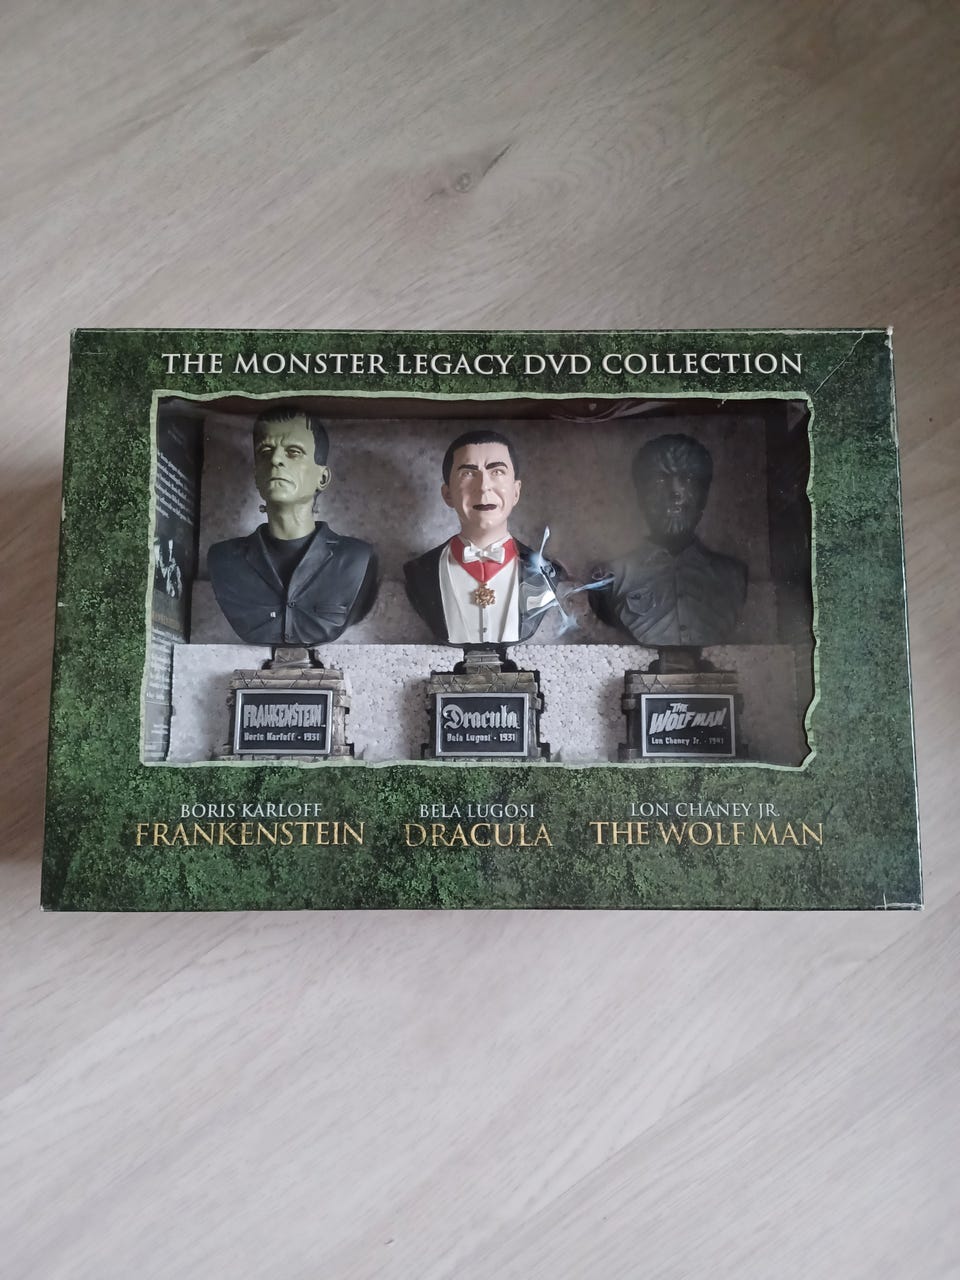 THE MONSTER LEGACY DVD COLLECTION
FRANKENSTEIN
Boris Karloff - 1931
Dracula
Bela Lugosi - 1931
THE
WOLF MAN
Lon Chaney Jr. - 1941
BORIS KARLOFF
FRANKENSTEIN
BELA LUGOSI
DRACULA
LON CHANEY JR.
THE WOLF MAN